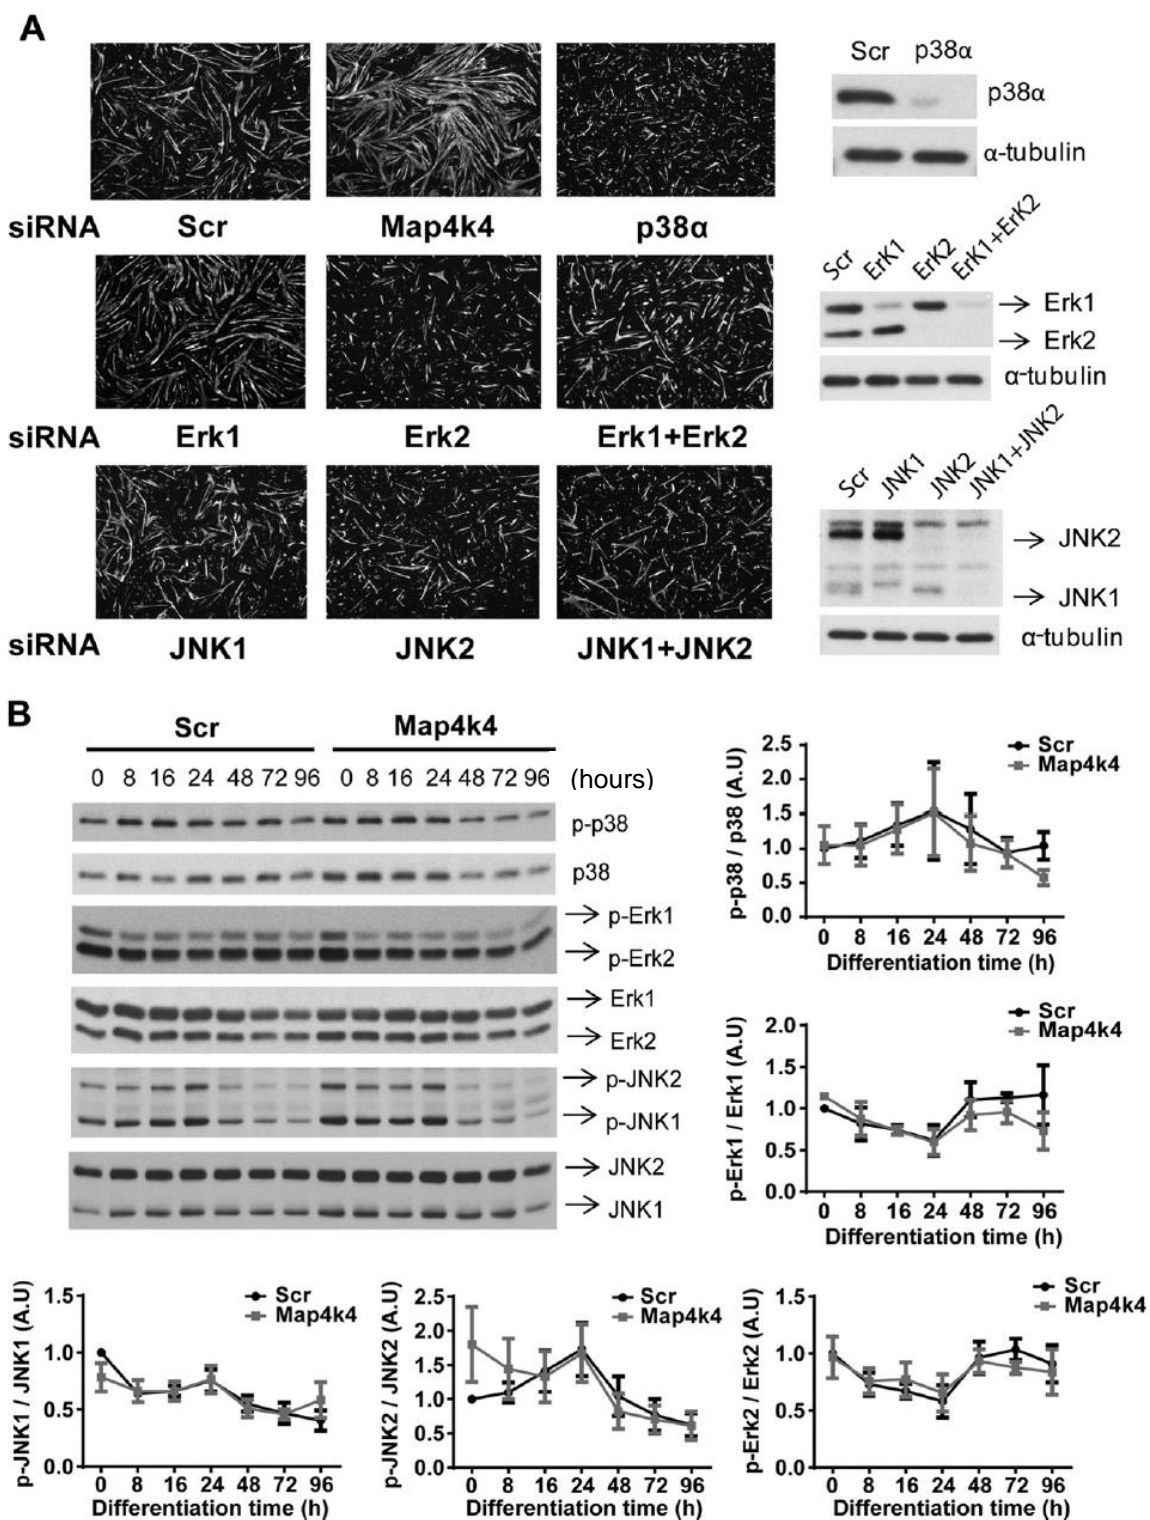 A
Scr p38α
p38α
α-tubulin
siRNA Scr Map4k4 p38α
Scr ErK1 ErK2 ErK1+ErK2
Erk1
Erk2
α-tubulin
siRNA Erk1 Erk2 Erk1+Erk2
Scr JNK1 JNK2 JNK1+JNK2
JNK2
JNK1
α-tubulin
siRNA JNK1 JNK2 JNK1+JNK2
B
Scr Map4k4
0 8 16 24 48 72 96 0 8 16 24 48 72 96 (hours)
p-p38
p38
p-Erk1
p-Erk2
Erk1
Erk2
p-JNK2
p-JNK1
JNK2
JNK1
p-p38 / p38 (A.U)
Scr
Map4k4
2.5
2.0
1.5
1.0
0.5
0.0
0 8 16 24 48 72 96
Differentiation time (h)
p-Erk1 / Erk1 (A.U)
Scr
Map4k4
2.0
1.5
1.0
0.5
0.0
0 8 16 24 48 72 96
Differentiation time (h)
p-JNK1 / JNK1 (A.U)
Scr
Map4k4
1.5
1.0
0.5
0.0
0 8 16 24 48 72 96
Differentiation time (h)
p-JNK2 / JNK2 (A.U)
Scr
Map4k4
2.5
2.0
1.5
1.0
0.5
0.0
0 8 16 24 48 72 96
Differentiation time (h)
p-Erk2 / Erk2 (A.U)
Scr
Map4k4
1.5
1.0
0.5
0.0
0 8 16 24 48 72 96
Differentiation time (h)